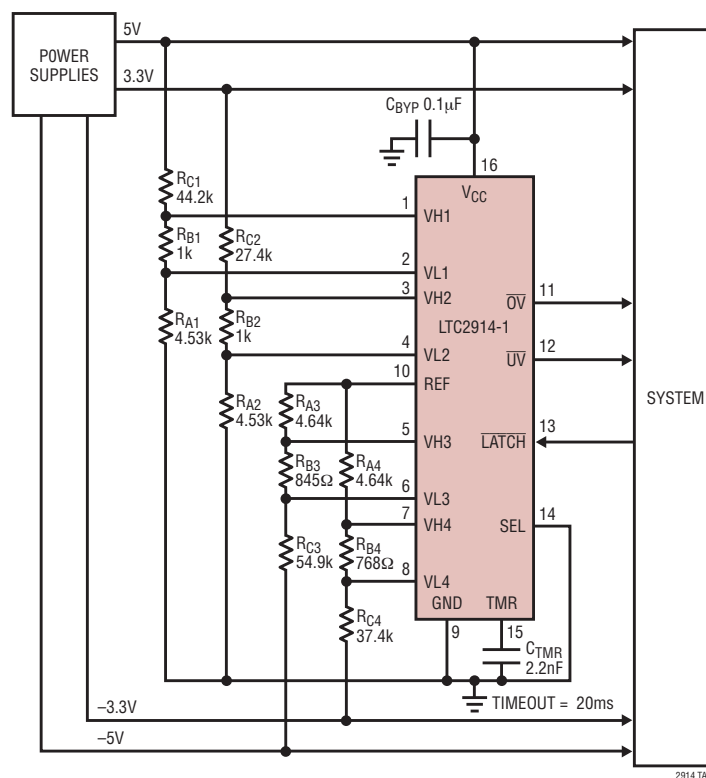 5V
POWER
SUPPLIES
3.3V
CBYP 0.1µF
16
VCC
RC1
44.2k
1
VH1
RB1
1k
RC2
27.4k
2
VL1
3
VH2
OV
11
RA1
4.53k
RB2
1k
LTC2914-1
4
VL2
UV
12
10
REF
SYSTEM
RA2
4.53k
RA3
4.64k
5
VH3
LATCH
13
RB3
845Ω
RA4
4.64k
6
VL3
7
VH4
SEL
14
RC3
54.9k
RB4
768Ω
8
VL4
GND
TMR
RC4
37.4k
9
15
CTMR
2.2nF
TIMEOUT = 20ms
–3.3V
–5V